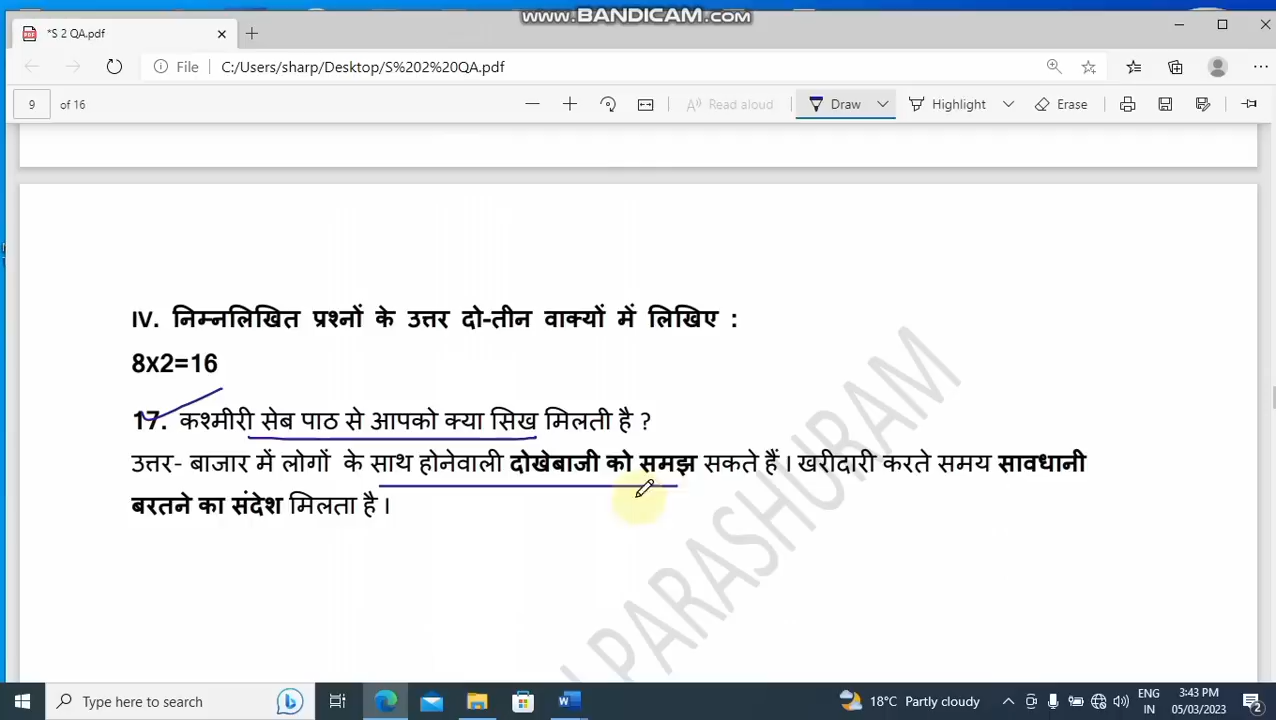 www.BANDICAM.com
*S 2 QA.pdf
File C:/Users/sharp/Desktop/S%202%20QA.pdf
9 of 16
Read aloud
Draw
Highlight
Erase
IV. निम्नलिखित प्रश्नों के उत्तर दो-तीन वाक्यों में लिखिए :
8x2=16
17. कश्मीरी सेब पाठ से आपको क्या सिख मिलती है ?
उत्तर- बाजार में लोगों के साथ होनेवाली दोखेबाजी को समझ सकते हैं । खरीदारी करते समय सावधानी
बरतने का संदेश मिलता है ।
PARASHURAM
Type here to search
18°C Partly cloudy
ENG
IN
3:43 PM
05/03/2023
2